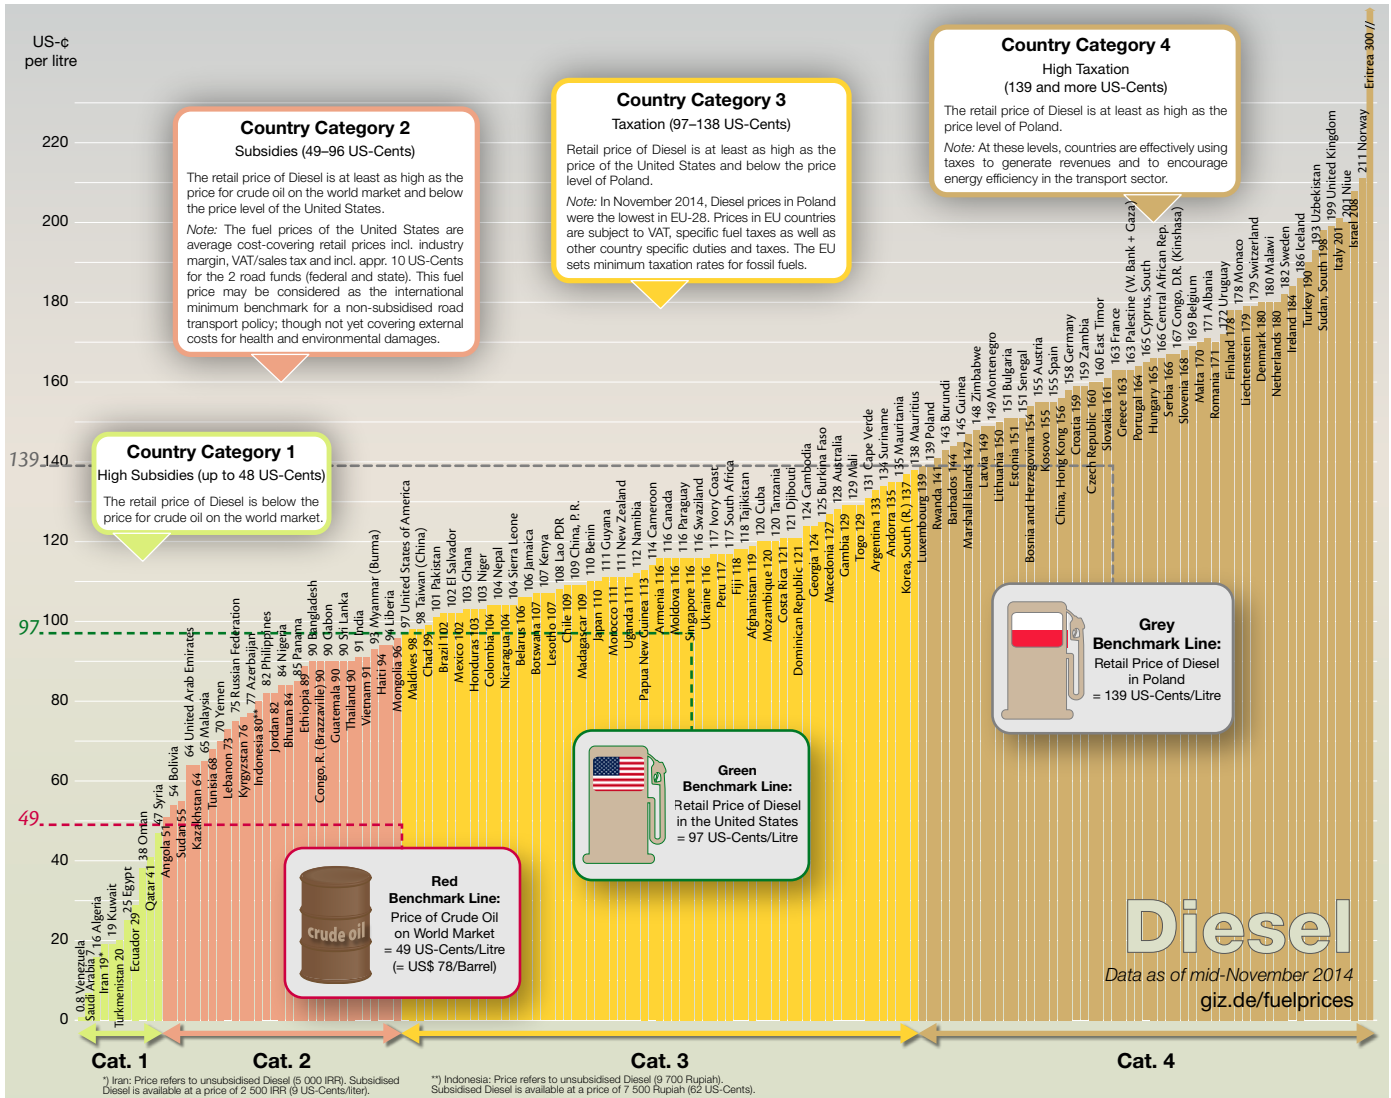 US-¢
per litre
220
200
180
160
140
120
100
80
60
40
20
0
139
97
49
Country Category 1
High Subsidies (up to 48 US-Cents)
The retail price of Diesel is below the
price for crude oil on the world market.
Country Category 2
Subsidies (49–96 US-Cents)
The retail price of Diesel is at least as high as the
price for crude oil on the world market and below
the price level of the United States.
Note: The fuel prices of the United States are
average cost-covering retail prices incl. industry
margin, VAT/sales tax and incl. appr. 10 US-Cents
for the 2 road funds (federal and state). This fuel
price may be considered as the international
minimum benchmark for a non-subsidised road
transport policy; though not yet covering external
costs for health and environmental damages.
Country Category 3
Taxation (97–138 US-Cents)
Retail price of Diesel is at least as high as the
price of the United States and below the price
level of Poland.
Note: In November 2014, Diesel prices in Poland
were the lowest in EU-28. Prices in EU countries
are subject to VAT, specific fuel taxes as well as
other country specific duties and taxes. The EU
sets minimum taxation rates for fossil fuels.
Country Category 4
High Taxation
(139 and more US-Cents)
The retail price of Diesel is at least as high as the
price level of Poland.
Note: At these levels, countries are effectively using
taxes to generate revenues and to encourage
energy efficiency in the transport sector.
0.8 Venezuela
Saudi Arabia 7
16 Algeria
Iran 19*
19 Kuwait
Turkmenistan 20
25 Egypt
Ecuador 29
38 Oman
Qatar 41
47 Syria
Angola 51
54 Bolivia
Sudan 55
64 United Arab Emirates
Kazakhstan 64
65 Malaysia
Tunisia 68
70 Yemen
Lebanon 73
75 Russian Federation
Kyrgyzstan 76
77 Azerbaijan
Indonesia 80**
82 Philippines
Jordan 82
84 Nigeria
Bhutan 84
85 Panama
Ethiopia 89
90 Bangladesh
Congo, R. (Brazzaville) 90
90 Gabon
Guatemala 90
90 Sri Lanka
Thailand 90
91 India
Vietnam 91
93 Myanmar (Burma)
Haiti 94
94 Liberia
Mongolia 96
97 United States of America
Maldives 98
98 Taiwan (China)
Chad 99
101 Pakistan
Brazil 102
102 El Salvador
Mexico 102
103 Ghana
Honduras 103
103 Niger
Colombia 104
104 Nepal
Nicaragua 104
104 Sierra Leone
Belarus 106
106 Jamaica
Botswana 107
107 Kenya
Lesotho 107
108 Lao PDR
Chile 109
109 China, P. R.
Madagascar 109
110 Benin
Japan 110
111 Guyana
Morocco 111
111 New Zealand
Uganda 111
112 Namibia
Papua New Guinea 113
114 Cameroon
Armenia 116
116 Canada
Moldova 116
116 Paraguay
Singapore 116
116 Swaziland
Ukraine 116
117 Ivory Coast
Peru 117
117 South Africa
Fiji 118
118 Tajikistan
Afghanistan 119
120 Cuba
Mozambique 120
120 Tanzania
Costa Rica 121
121 Djibouti
Dominican Republic 121
124 Cambodia
Georgia 124
125 Burkina Faso
Macedonia 127
128 Australia
Gambia 129
129 Mali
Togo 129
131 Cape Verde
Argentina 133
134 Suriname
Andorra 135
135 Mauritania
Korea, South (R.) 137
138 Mauritius
Luxembourg 139
139 Poland
Rwanda 141
143 Burundi
Barbados 144
145 Guinea
Marshall Islands 147
148 Zimbabwe
Latvia 149
149 Montenegro
Lithuania 150
151 Bulgaria
Estonia 151
151 Senegal
Bosnia and Herzegovina 154
155 Austria
Kosovo 155
155 Spain
China, Hong Kong 156
158 Germany
Croatia 159
159 Zambia
Czech Republic 160
160 East Timor
Slovakia 161
163 France
Greece 163
163 Palestine (W. Bank + Gaza)
Portugal 164
165 Cyprus, South
Hungary 165
166 Central African Rep.
Serbia 166
167 Congo, D.R. (Kinshasa)
Slovenia 168
169 Belgium
Malta 170
171 Albania
Romania 171
172 Uruguay
Finland 178
178 Monaco
Liechtenstein 179
179 Switzerland
Denmark 180
180 Malawi
Netherlands 180
182 Sweden
Ireland 184
186 Iceland
Turkey 190
193 Uzbekistan
Sudan, South 198
199 United Kingdom
Italy 201
201 Niue
Israel 208
211 Norway
Eritrea 300 //
Red
Benchmark Line:
Price of Crude Oil
on World Market
= 49 US-Cents/Litre
(= US$ 78/Barrel)
crude oil
Green
Benchmark Line:
Retail Price of Diesel
in the United States
= 97 US-Cents/Litre
Grey
Benchmark Line:
Retail Price of Diesel
in Poland
= 139 US-Cents/Litre
Diesel
Data as of mid-November 2014
giz.de/fuelprices
Cat. 1
Cat. 2
Cat. 3
Cat. 4
*) Iran: Price refers to unsubsidised Diesel (5 000 IRR). Subsidised
Diesel is available at a price of 2 500 IRR (9 US-Cents/liter).
**) Indonesia: Price refers to unsubsidised Diesel (9 700 Rupiah).
Subsidised Diesel is available at a price of 7 500 Rupiah (62 US-Cents).